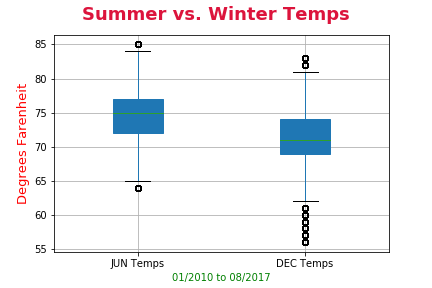 Summer vs. Winter Temps
Degrees Farenheit
85
80
75
70
65
60
55
JUN Temps DEC Temps
01/2010 to 08/2017